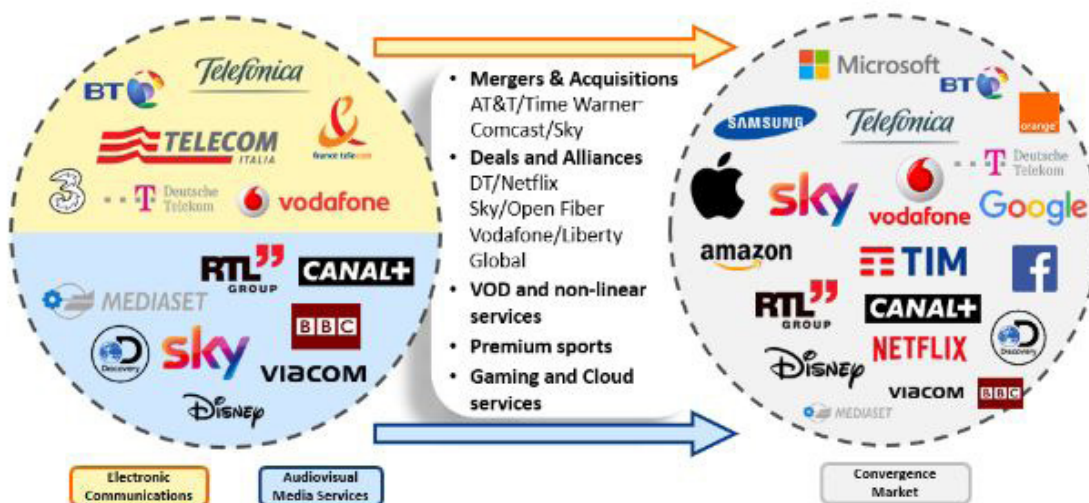 BT
Telefónica
TELECOM
ITALIA
france telecom
3
Deutsche
Telekom
T
vodafone
RTL
GROUP
CANAL+
MEDIASET
BBC
Discovery
sky
VIACOM
DISNEY
• Mergers & Acquisitions
AT&T/Time Warner
Comcast/Sky
• Deals and Alliances
DT/Netflix
Sky/Open Fiber
Vodafone/Liberty
Global
• VOD and non-linear
services
• Premium sports
• Gaming and Cloud
services
Microsoft
BT
SAMSUNG
Telefónica
orange
T
Deutsche
Telekom
sky
vodafone
Google
amazon
TIM
f
RTL
GROUP
CANAL+
NETFLIX
Discovery
DISNEY
VIACOM
BBC
MEDIASET
Electronic
Communications
Audiovisual
Media Services
Convergence
Market